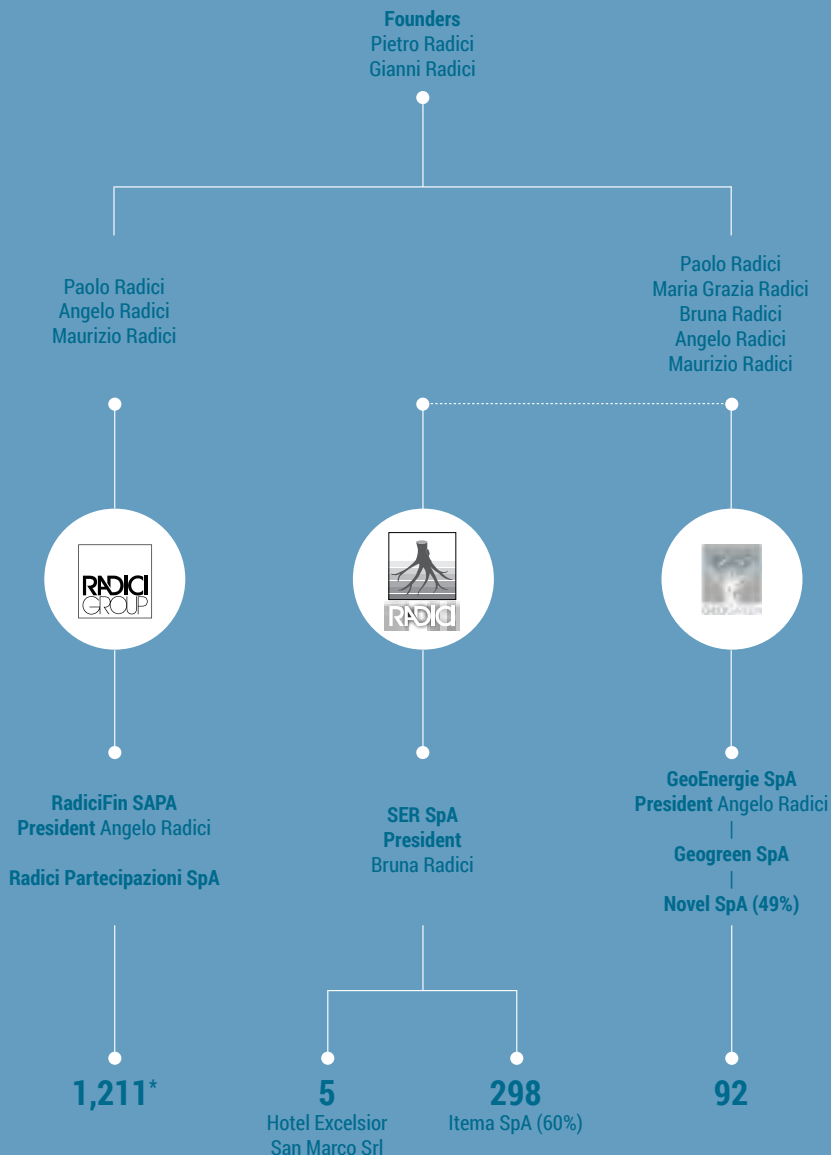 Founders
Pietro Radici
Gianni Radici
Paolo Radici
Angelo Radici
Maurizio Radici
Paolo Radici
Maria Grazia Radici
Bruna Radici
Angelo Radici
Maurizio Radici
RADICI
GROUP
RADICI
RadiciFin SAPA
President Angelo Radici
Radici Partecipazioni SpA
SER SpA
President
Bruna Radici
GeoEnergie SpA
President Angelo Radici
|
Geogreen SpA
|
Novel SpA (49%)
1,211*
5
Hotel Excelsior
San Marco Srl
298
Itema SpA (60%)
92